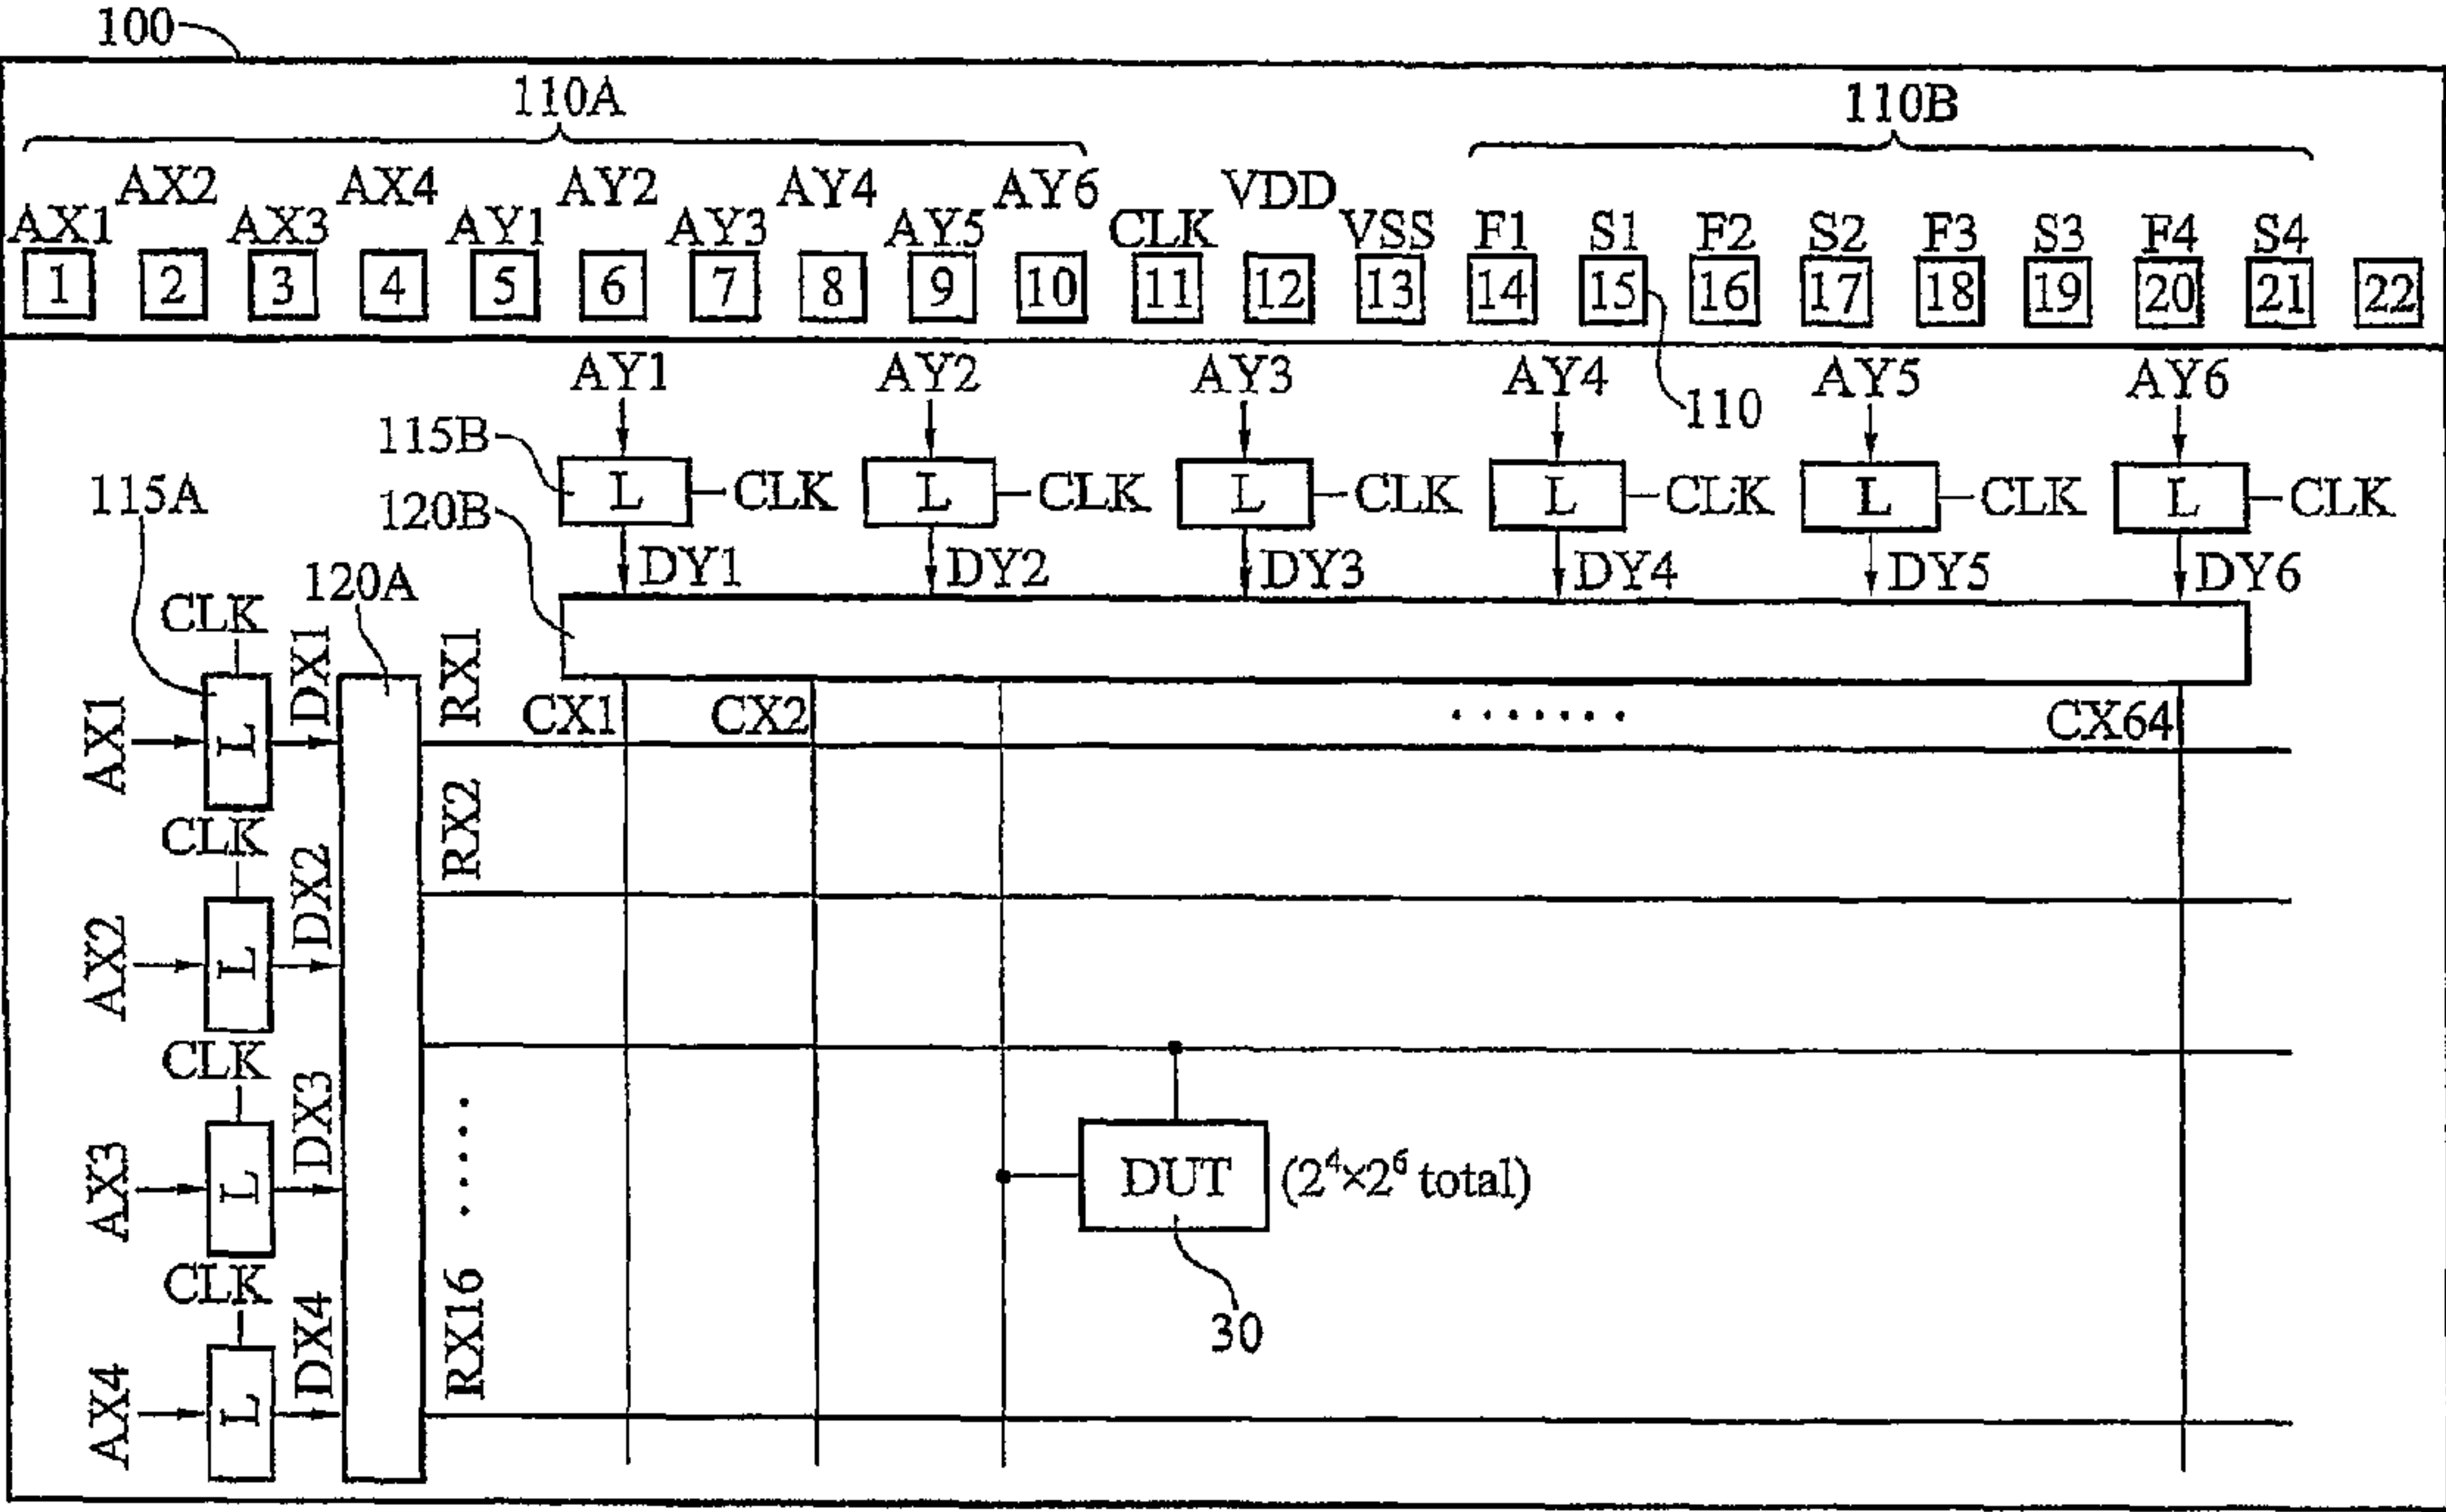 100
110A 110B
AX2 AX4 AY2 AY4 AY6 VDD
AX1 AX3 AY1 AY3 AY5 CLK VSS F1 S1 F2 S2 F3 S3 F4 S4
1 2 3 4 5 6 7 8 9 10 11 12 13 14 15 16 17 18 19 20 21 22
AY1 AY2 AY3 AY4 110 AY5 AY6
115B L CLK L CLK L CLK L CLK L CLK L CLK
115A 120B
DY1 DY2 DY3 DY4 DY5 DY6
120A
CLK DX1 RX1
CX1 CX2 ....... CX64
AX1 L
CLK DX2 RX2
AX2 L
CLK DX3 ......
AX3 L
DUT (2⁴×2⁶ total)
CLK DX4 RX16
30
AX4 L